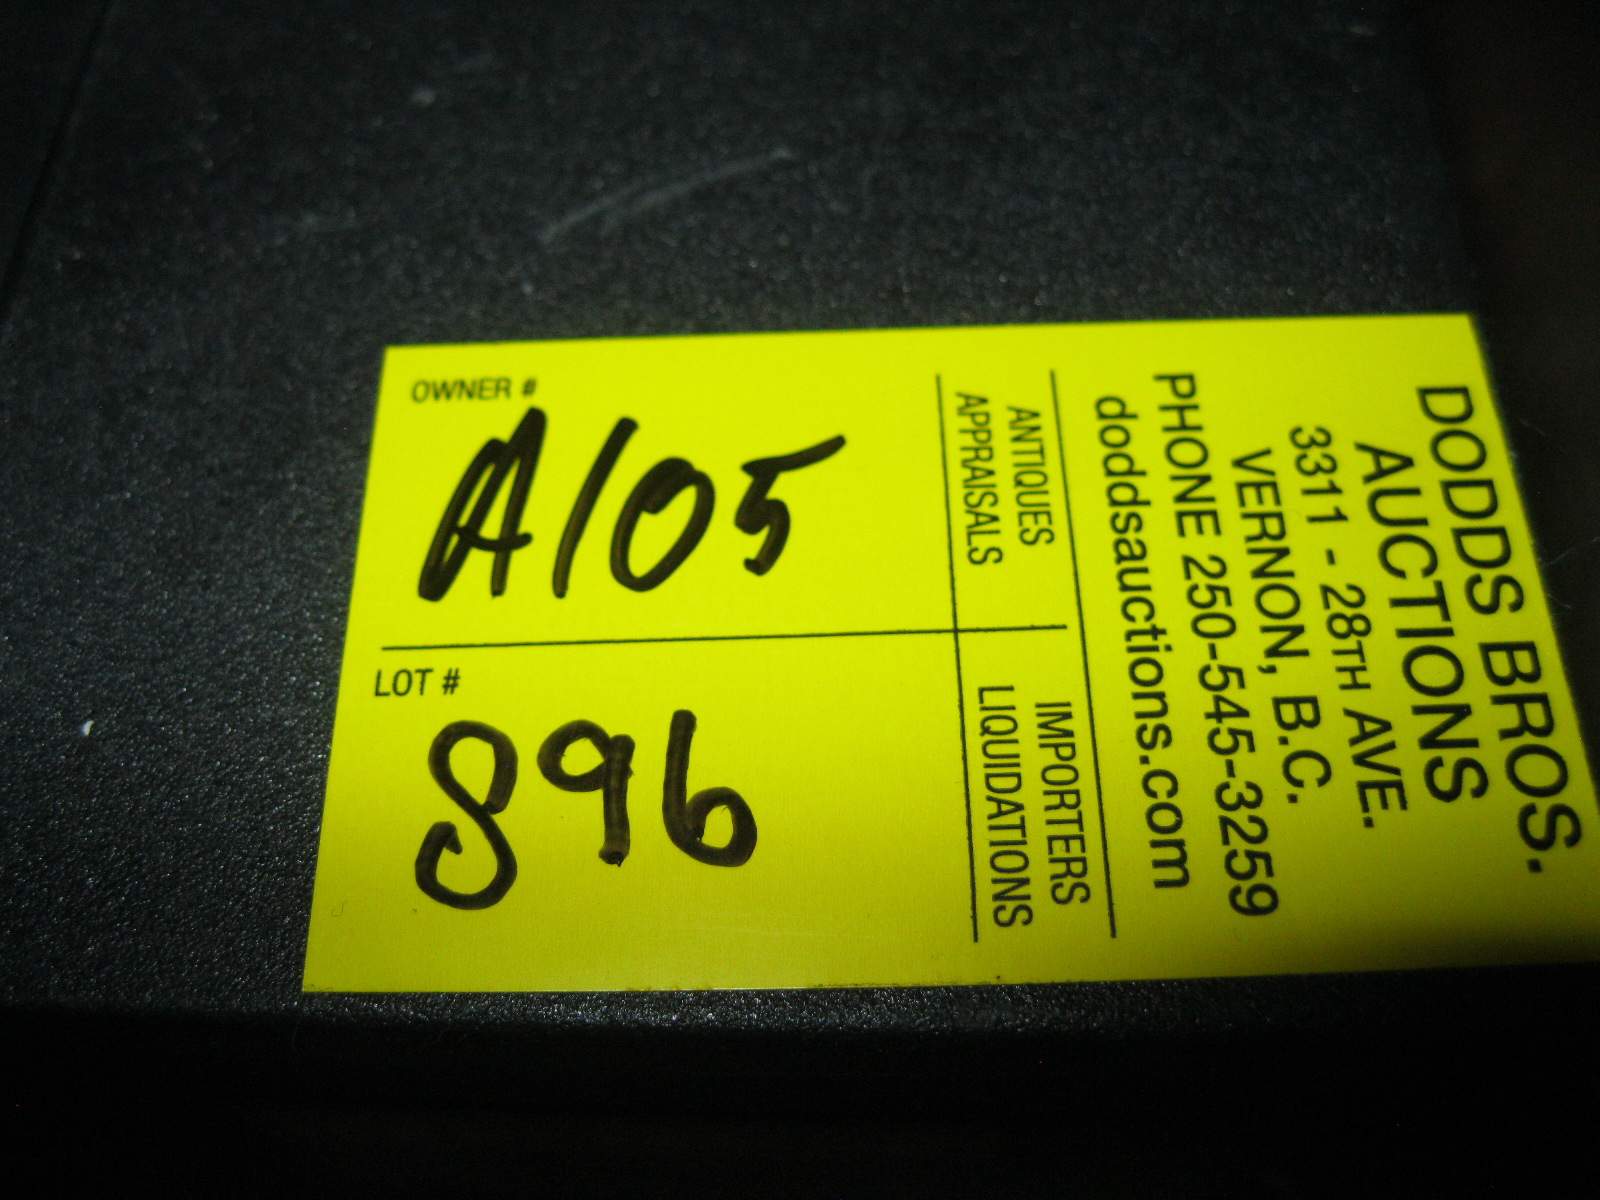 OWNER #
A105
LOT #
896
DODDS BROS.
AUCTIONS
3311 - 28TH AVE.
VERNON, B.C.
PHONE 250-545-3259
doddsauctions.com
ANTIQUES IMPORTERS
APPRAISALS LIQUIDATIONS